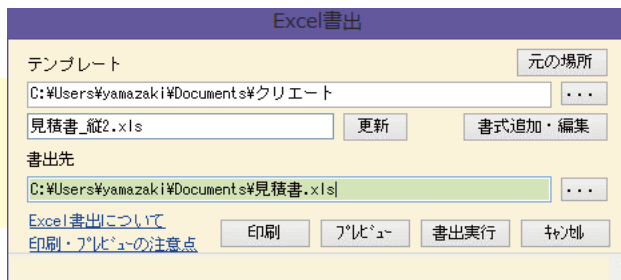 Excel書出
テンプレート
元の場所
C:¥Users¥yamazaki¥Documents¥クリエート
...
見積書_縦2.xls
更新
書式追加・編集
書出先
C:¥Users¥yamazaki¥Documents¥見積書.xls
...
Excel書出について
印刷・プレビューの注意点
印刷
プレビュー
書出実行
キャンセル